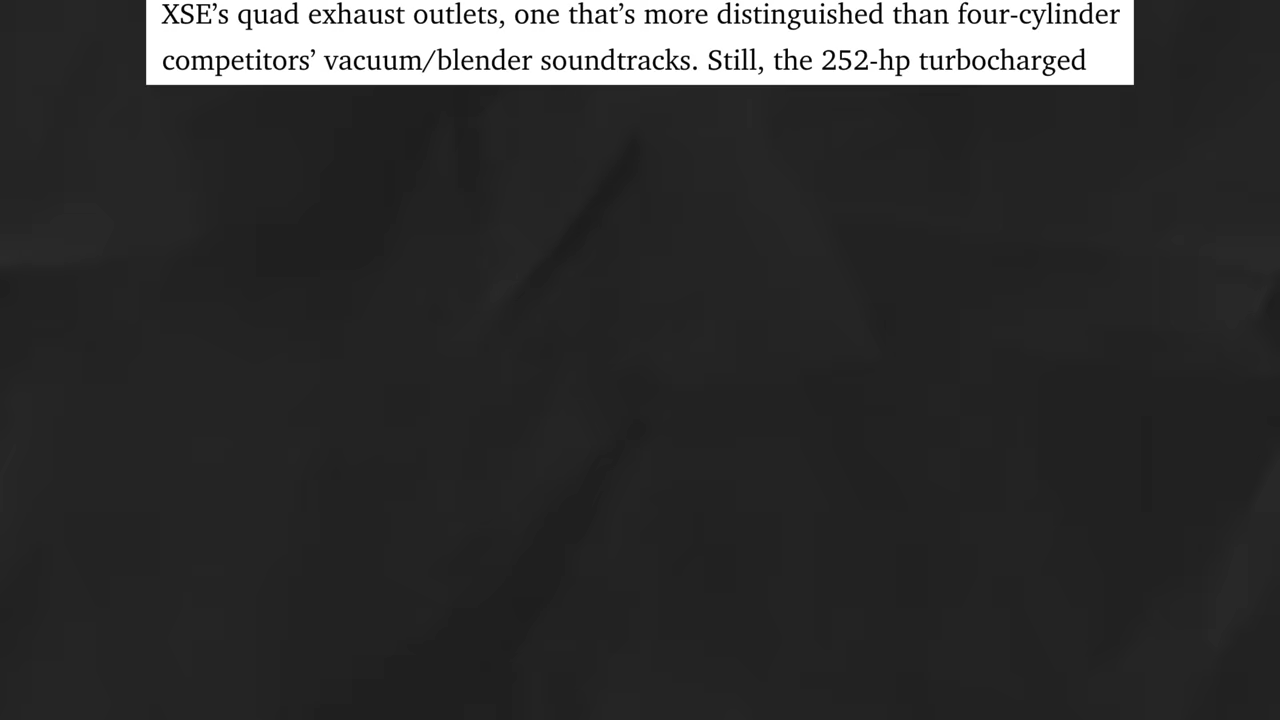 XSE’s quad exhaust outlets, one that’s more distinguished than four-cylinder
competitors’ vacuum/blender soundtracks. Still, the 252-hp turbocharged